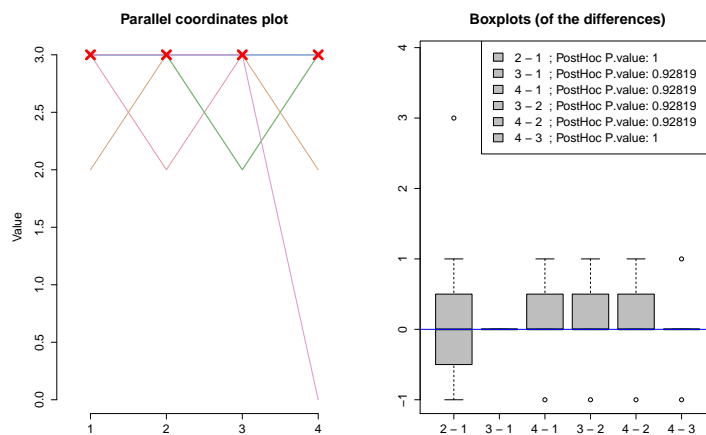 Parallel coordinates plot
Value
3.0
2.5
2.0
1.5
1.0
0.5
0.0
1 2 3 4
Boxplots (of the differences)
2 − 1 ; PostHoc P.value: 1
3 − 1 ; PostHoc P.value: 0.92819
4 − 1 ; PostHoc P.value: 0.92819
3 − 2 ; PostHoc P.value: 0.92819
4 − 2 ; PostHoc P.value: 0.92819
4 − 3 ; PostHoc P.value: 1
4
3
2
1
0
−1
2 − 1 3 − 1 4 − 1 3 − 2 4 − 2 4 − 3